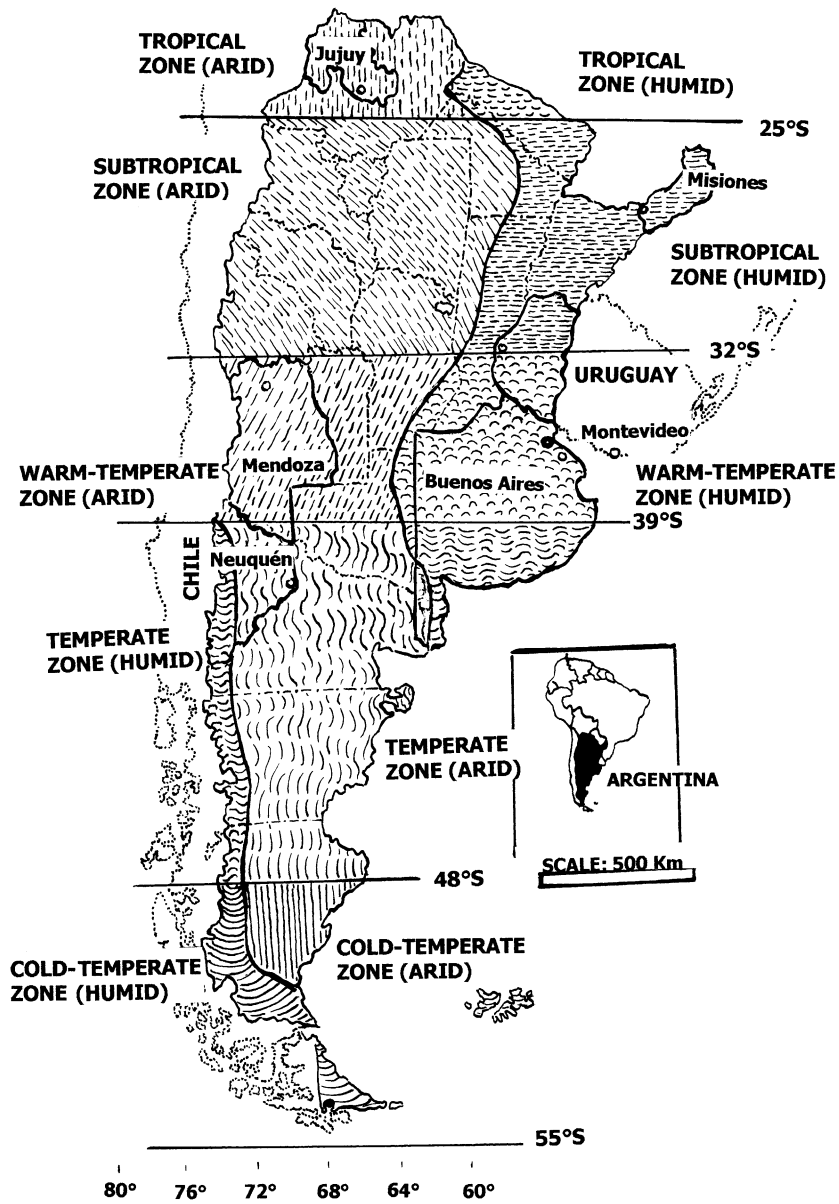 TROPICAL
ZONE (ARID)
Jujuy
TROPICAL
ZONE (HUMID)
25°S
SUBTROPICAL
ZONE (ARID)
Misiones
SUBTROPICAL
ZONE (HUMID)
32°S
URUGUAY
Montevideo
WARM-TEMPERATE
ZONE (ARID)
Mendoza
Buenos Aires
WARM-TEMPERATE
ZONE (HUMID)
39°S
CHILE
Neuquén
TEMPERATE
ZONE (HUMID)
TEMPERATE
ZONE (ARID)
ARGENTINA
SCALE: 500 Km
48°S
COLD-TEMPERATE
ZONE (HUMID)
COLD-TEMPERATE
ZONE (ARID)
55°S
80° 76° 72° 68° 64° 60°